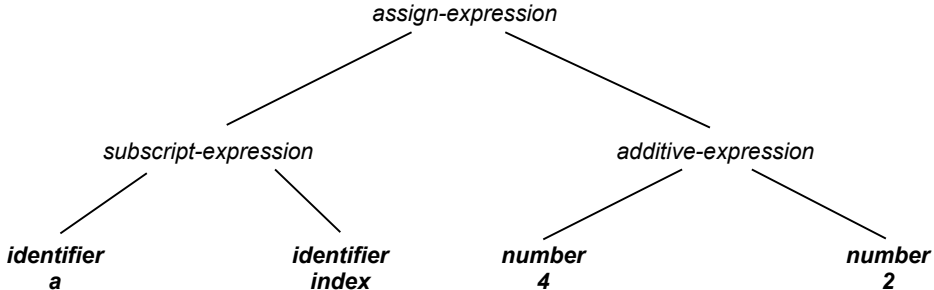 assign-expression
subscript-expression
additive-expression
identifier
a
identifier
index
number
4
number
2